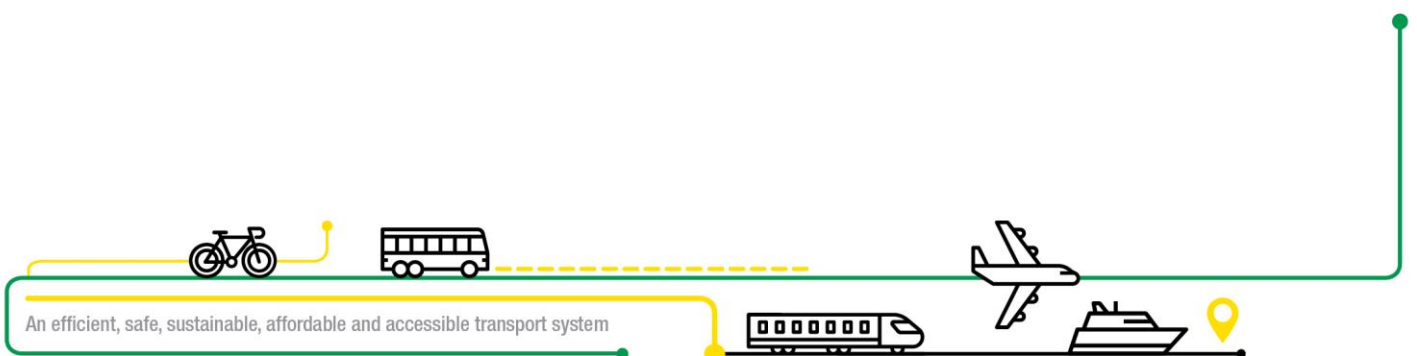 An efficient, safe, sustainable, affordable and accessible transport system